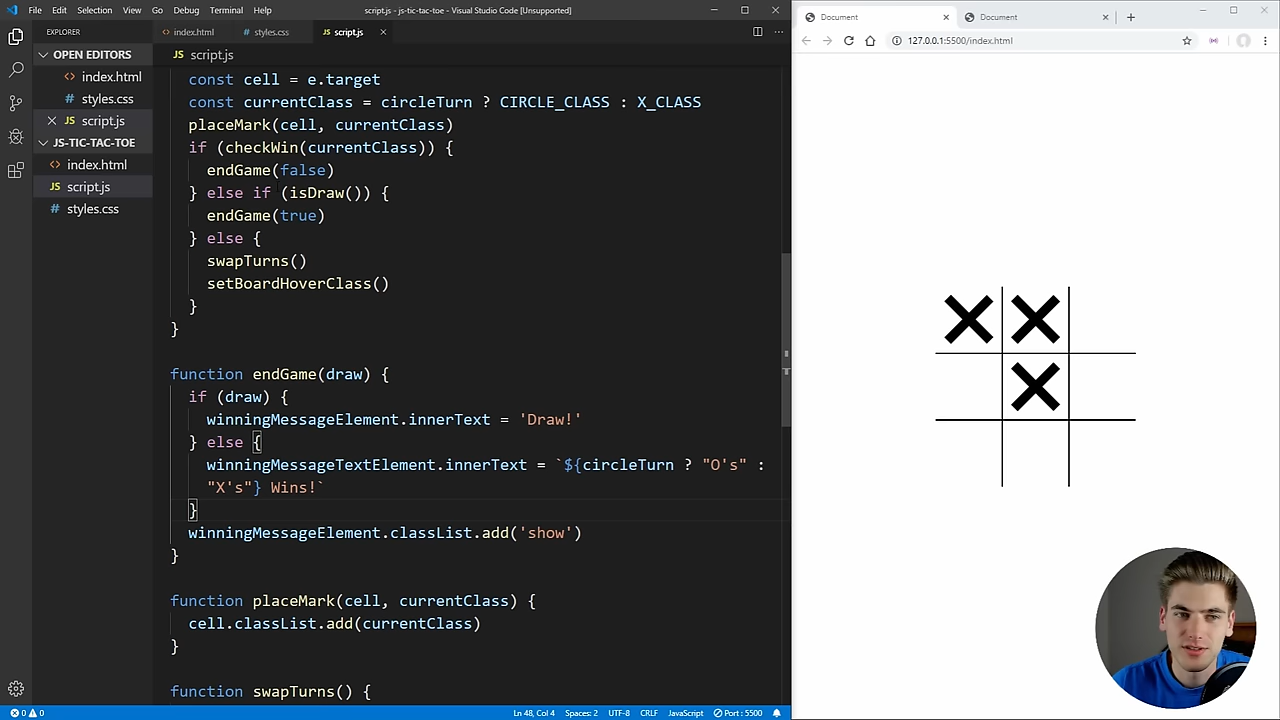 File Edit Selection View Go Debug Terminal Help
script.js - js-tic-tac-toe - Visual Studio Code [Unsupported]
EXPLORER
OPEN EDITORS
index.html
styles.css
script.js
JS-TIC-TAC-TOE
index.html
script.js
styles.css
index.html styles.css script.js
script.js
const cell = e.target
const currentClass = circleTurn ? CIRCLE_CLASS : X_CLASS
placeMark(cell, currentClass)
if (checkWin(currentClass)) {
endGame(false)
} else if (isDraw()) {
endGame(true)
} else {
swapTurns()
setBoardHoverClass()
}
}
function endGame(draw) {
if (draw) {
winningMessageElement.innerText = 'Draw!'
} else {
winningMessageTextElement.innerText = `${circleTurn ? "O's" :
"X's"} Wins!`
}
winningMessageElement.classList.add('show')
}
function placeMark(cell, currentClass) {
cell.classList.add(currentClass)
}
function swapTurns() {
0 0 Ln 48, Col 4 Spaces: 2 UTF-8 CRLF JavaScript Port : 5500
Document Document
127.0.0.1:5500/index.html